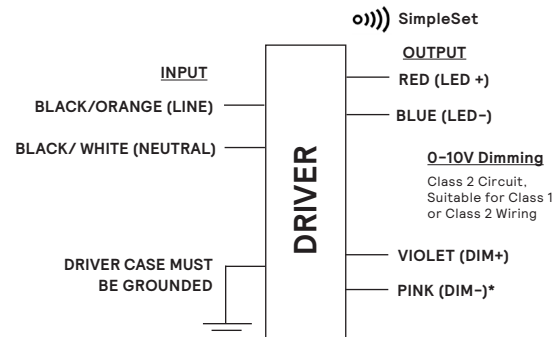 SimpleSet
INPUT
BLACK/ORANGE (LINE)
BLACK/ WHITE (NEUTRAL)
DRIVER CASE MUST
BE GROUNDED
DRIVER
OUTPUT
RED (LED +)
BLUE (LED-)
0-10V Dimming
Class 2 Circuit,
Suitable for Class 1
or Class 2 Wiring
VIOLET (DIM+)
PINK (DIM-)*